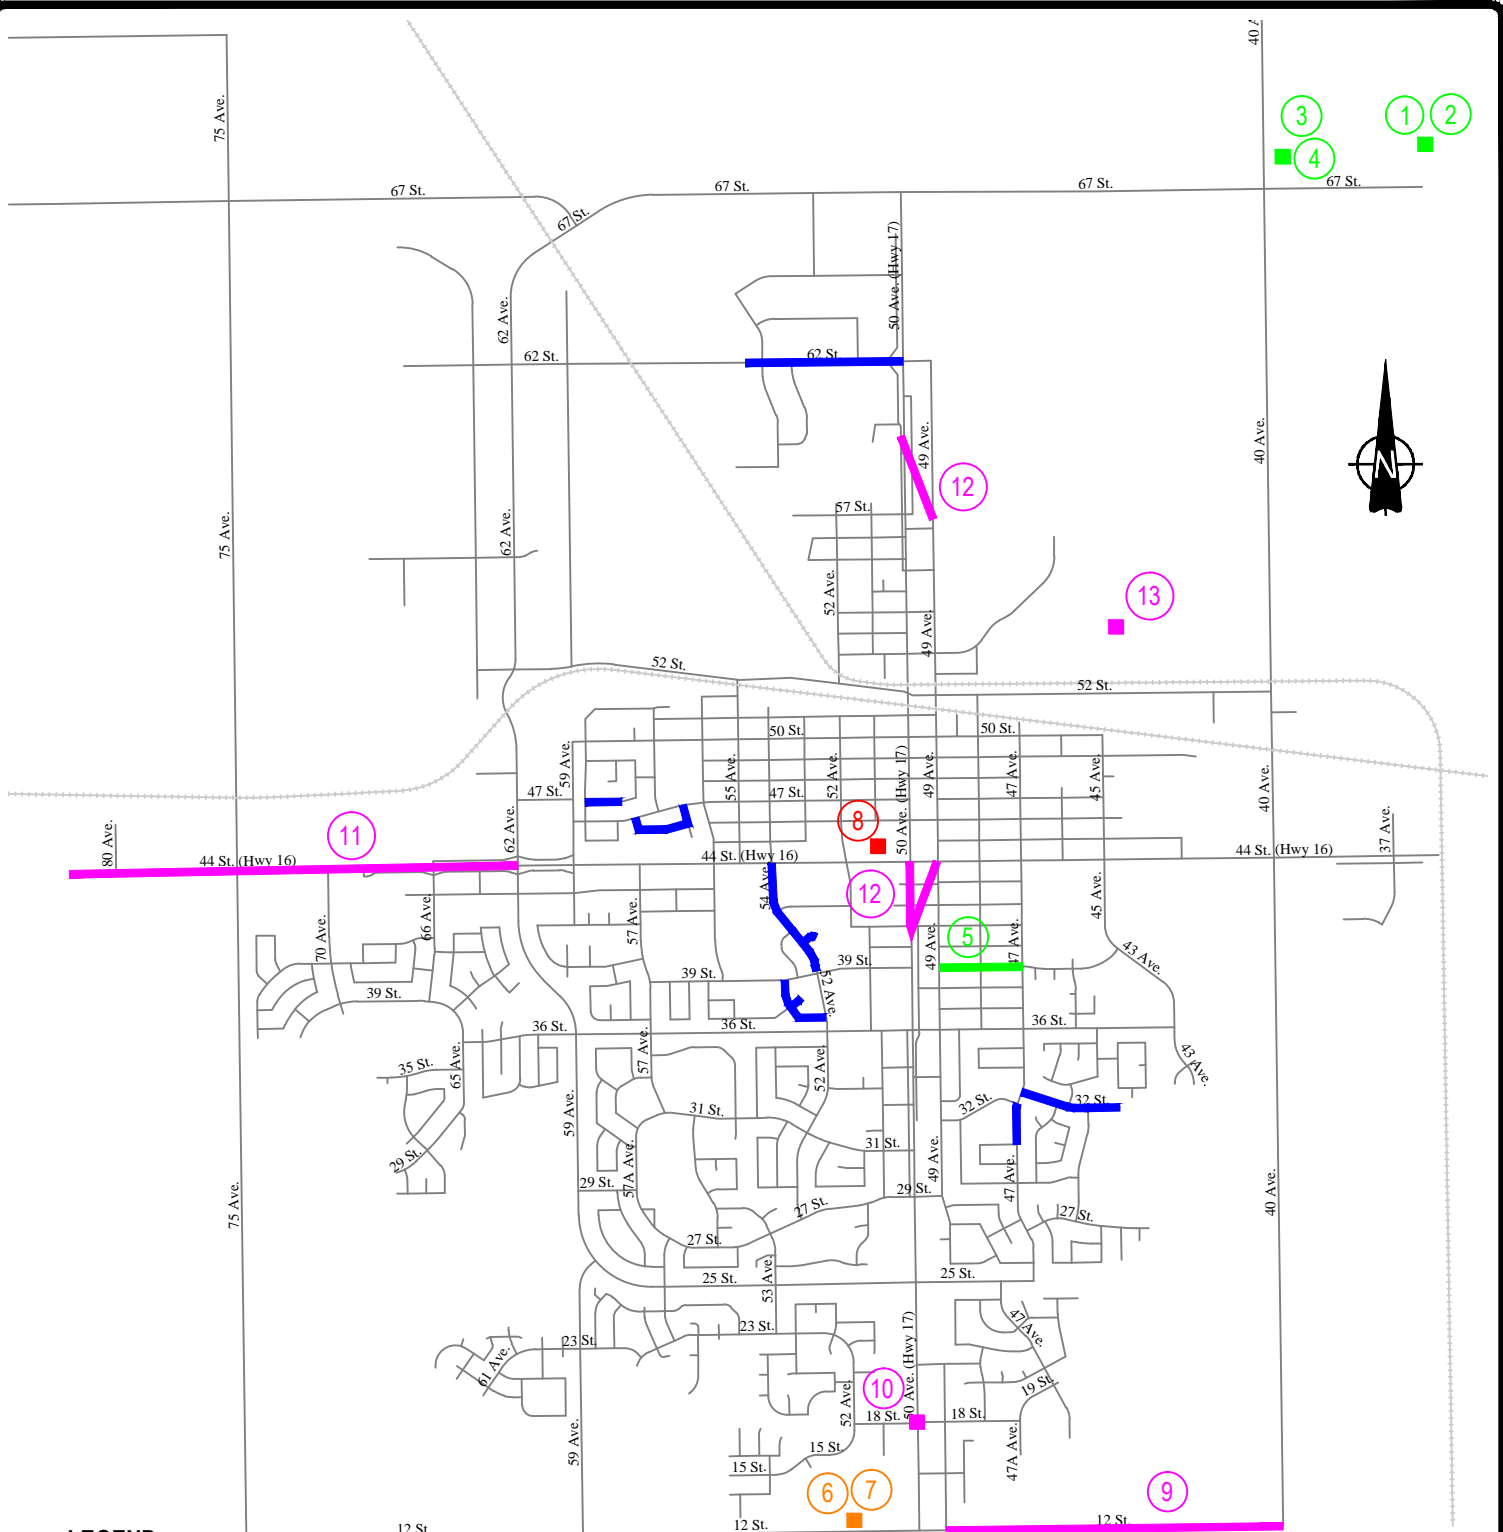 40 A
75 Ave.
3
1
2
4
67 St.
67 St.
67 St.
67 St.
67 St.
50 Ave. (Hwy 17)
62 Ave.
62 St.
62 St.
40 Ave.
49 Ave.
N
12
57 St.
75 Ave.
62 Ave.
52 Ave.
13
49 Ave.
52 St.
52 St.
50 St.
50 St.
59 Ave.
55 Ave.
52 Ave.
50 Ave. (Hwy 17)
49 Ave.
47 Ave.
45 Ave.
40 Ave.
47 St.
47 St.
62 Ave.
8
11
80 Ave.
37 Ave.
44 St. (Hwy 16)
44 St. (Hwy 16)
44 St. (Hwy 16)
54 Ave.
12
45 Ave.
66 Ave.
57 Ave.
70 Ave.
49 Ave.
5
47 Ave.
43 Ave.
39 St.
39 St.
39 St.
52 Ave.
36 St.
36 St.
36 St.
57 Ave.
43 Ave.
35 St.
65 Ave.
52 Ave.
59 Ave.
31 St.
32 St.
32 St.
31 St.
29 St.
57A Ave.
49 Ave.
47 Ave.
29 St.
29 St.
75 Ave.
27 St.
27 St.
27 St.
40 Ave.
25 St.
53 Ave.
25 St.
23 St.
23 St.
50 Ave. (Hwy 17)
47 Ave.
61 Ave.
10
19 St.
52 Ave.
18 St.
18 St.
59 Ave.
15 St.
15 St.
47A Ave.
6
7
9
12 St.
12 St.
12 St.
LEGEND